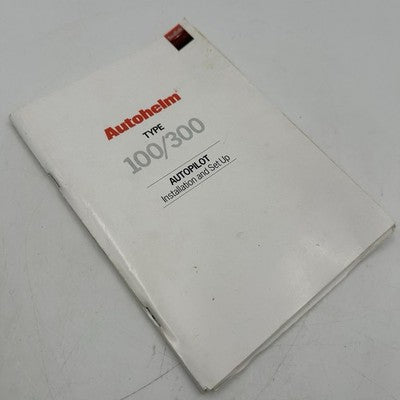 Autohelm
TYPE
100/300
AUTOPILOT
Installation and Set Up